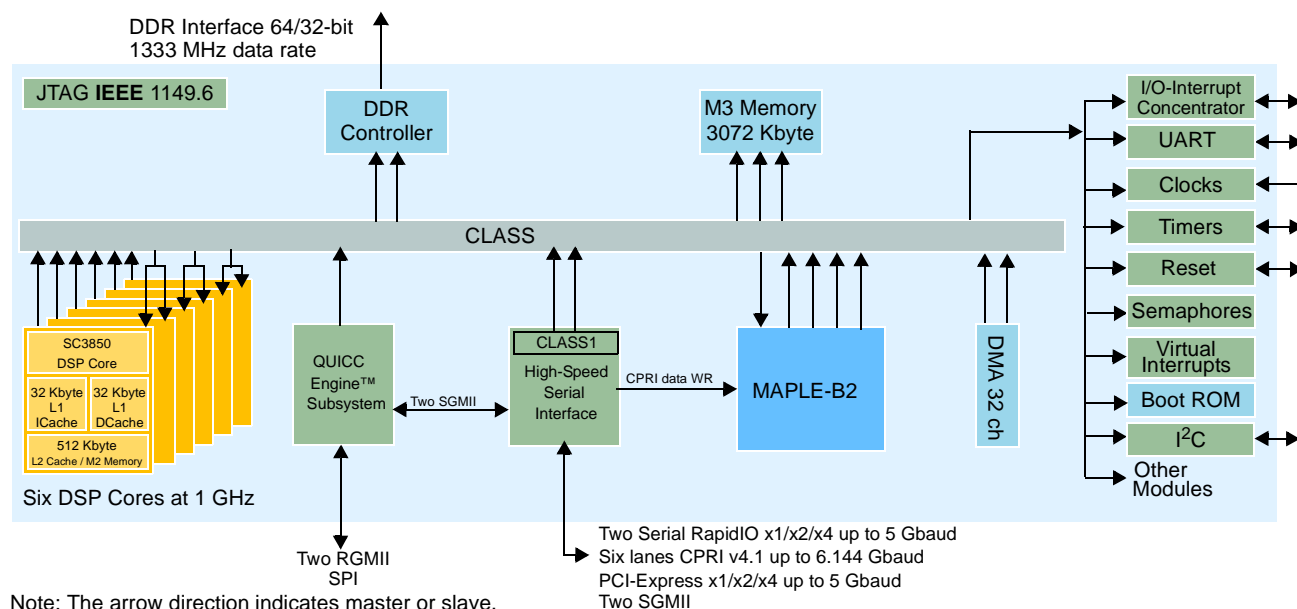 DDR Interface 64/32-bit
1333 MHz data rate
JTAG IEEE 1149.6
DDR
Controller
M3 Memory
3072 Kbyte
I/O-Interrupt
Concentrator
UART
Clocks
Timers
Reset
Semaphores
Virtual
Interrupts
Boot ROM
I²C
Other
Modules
CLASS
SC3850
DSP Core
32 Kbyte
L1
ICache
32 Kbyte
L1
DCache
512 Kbyte
L2 Cache / M2 Memory
Six DSP Cores at 1 GHz
QUICC
Engine™
Subsystem
Two SGMII
CLASS1
High-Speed
Serial
Interface
CPRI data WR
MAPLE-B2
DMA 32 ch
Two RGMII
SPI
Two Serial RapidIO x1/x2/x4 up to 5 Gbaud
Six lanes CPRI v4.1 up to 6.144 Gbaud
PCI-Express x1/x2/x4 up to 5 Gbaud
Two SGMII
Note: The arrow direction indicates master or slave.